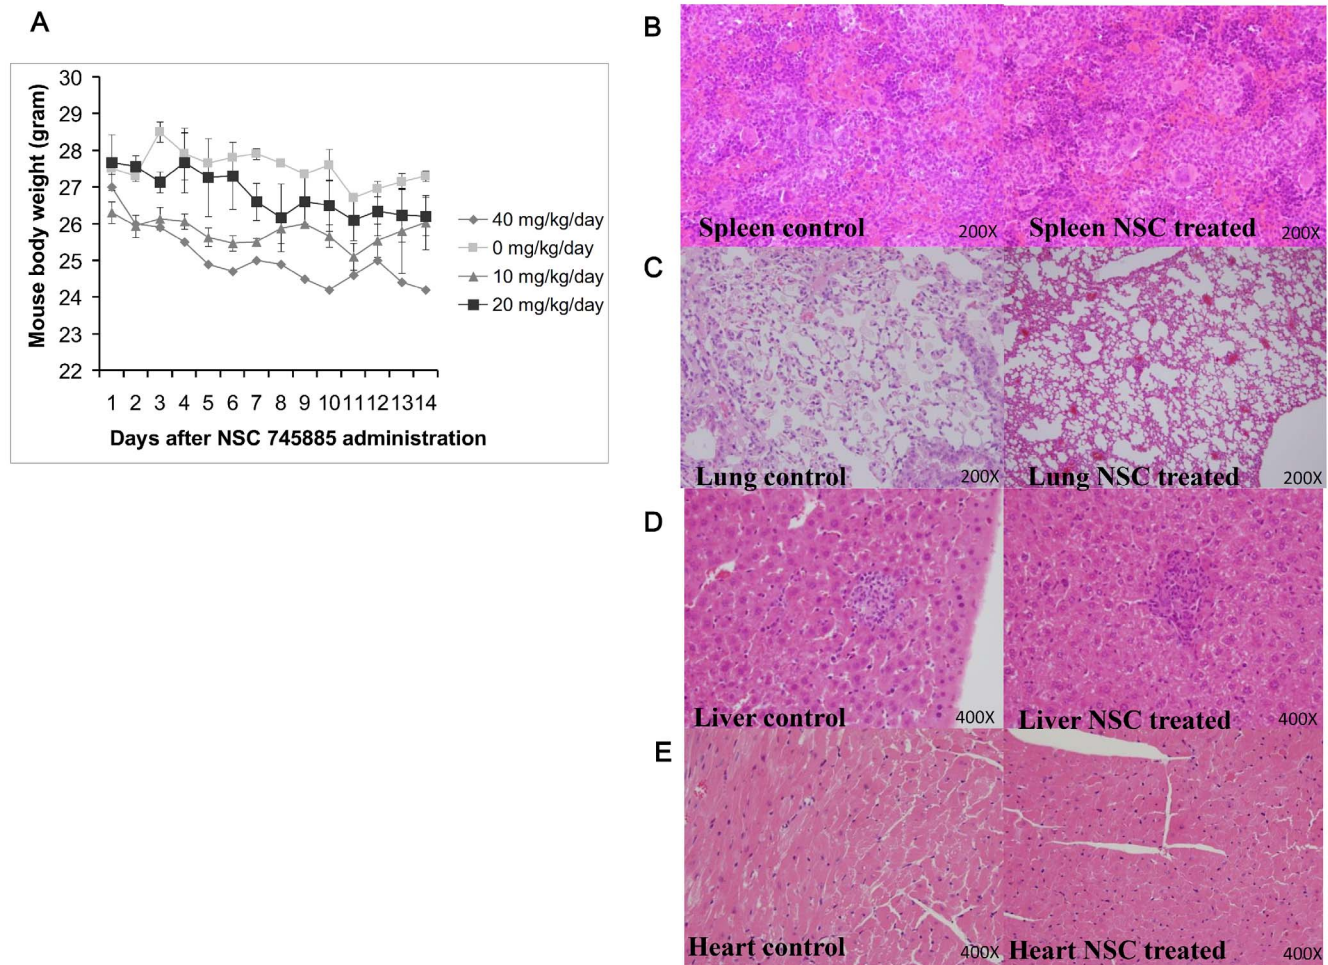 A
Mouse body weight (gram)
30
29
28
27
26
25
24
23
22
1 2 3 4 5 6 7 8 9 10 11 12 13 14
Days after NSC 745885 administration
40 mg/kg/day
0 mg/kg/day
10 mg/kg/day
20 mg/kg/day
B
Spleen control 200X
Spleen NSC treated 200X
C
Lung control 200X
Lung NSC treated 200X
D
Liver control 400X
Liver NSC treated 400X
E
Heart control 400X
Heart NSC treated 400X